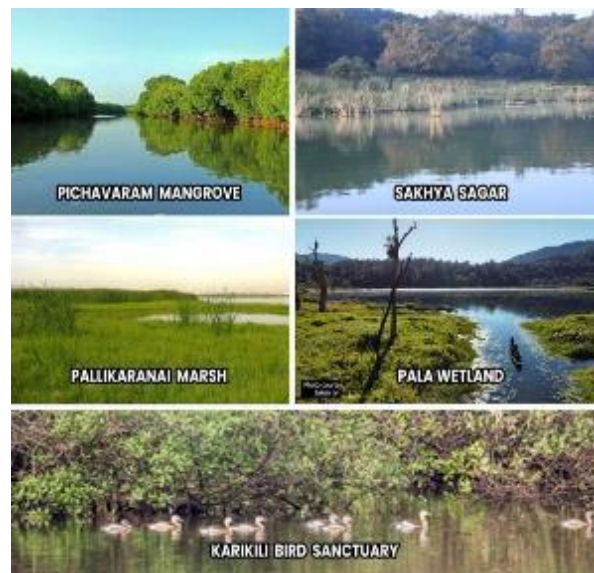 PICHAVARAM MANGROVE
SAKHYA SAGAR
PALLIKARANAI MARSH
PALA WETLAND
KARIKILI BIRD SANCTUARY